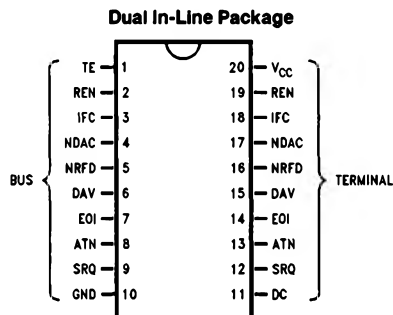 Dual In-Line Package
TE 1 20 VCC
REN 2 19 REN
IFC 3 18 IFC
NDAC 4 17 NDAC
NRFD 5 16 NRFD
BUS TERMINAL
DAV 6 15 DAV
EOI 7 14 EOI
ATN 8 13 ATN
SRQ 9 12 SRQ
GND 10 11 DC